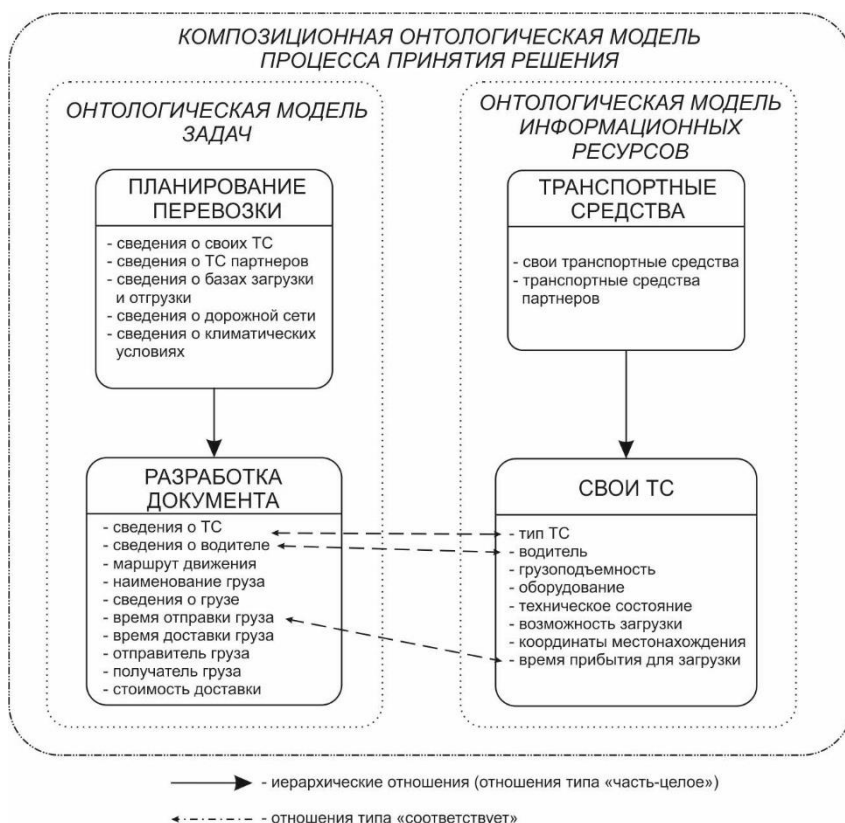 КОМПОЗИЦИОННАЯ ОНТОЛОГИЧЕСКАЯ МОДЕЛЬ
ПРОЦЕССА ПРИНЯТИЯ РЕШЕНИЯ
ОНТОЛОГИЧЕСКАЯ МОДЕЛЬ
ЗАДАЧ
ПЛАНИРОВАНИЕ
ПЕРЕВОЗКИ
- сведения о своих ТС
- сведения о ТС партнеров
- сведения о базах загрузки
и отгрузки
- сведения о дорожной сети
- сведения о климатических
условиях
РАЗРАБОТКА
ДОКУМЕНТА
- сведения о ТС
- сведения о водителе
- маршрут движения
- наименование груза
- сведения о грузе
- время отправки груза
- время доставки груза
- отправитель груза
- получатель груза
- стоимость доставки
ОНТОЛОГИЧЕСКАЯ МОДЕЛЬ
ИНФОРМАЦИОННЫХ
РЕСУРСОВ
ТРАНСПОРТНЫЕ
СРЕДСТВА
- свои транспортные средства
- транспортные средства
партнеров
СВОИ ТС
- тип ТС
- водитель
- грузоподъемность
- оборудование
- техническое состояние
- возможность загрузки
- координаты местонахождения
- время прибытия для загрузки
- иерархические отношения (отношения типа «часть-целое»)
- отношения типа «соответствует»